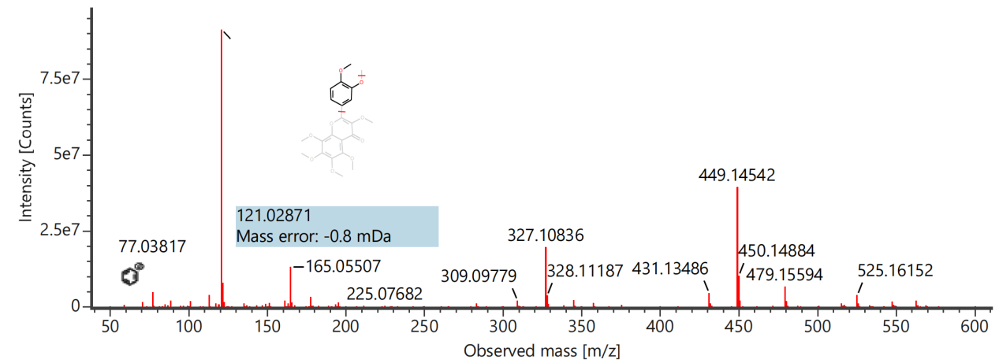 Intensity [Counts]
7.5e7
5e7
2.5e7
0
77.03817
121.02871
Mass error: -0.8 mDa
165.05507
225.07682
309.09779
327.10836
328.11187
431.13486
449.14542
450.14884
479.15594
525.16152
50 100 150 200 250 300 350 400 450 500 550 600
Observed mass [m/z]